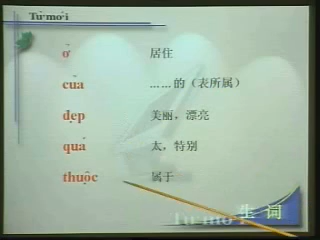 Từ mới
ở 居住
của ……的（表所属）
đẹp 美丽，漂亮
quá 太，特别
thuộc 属于
生 词
Từ mới